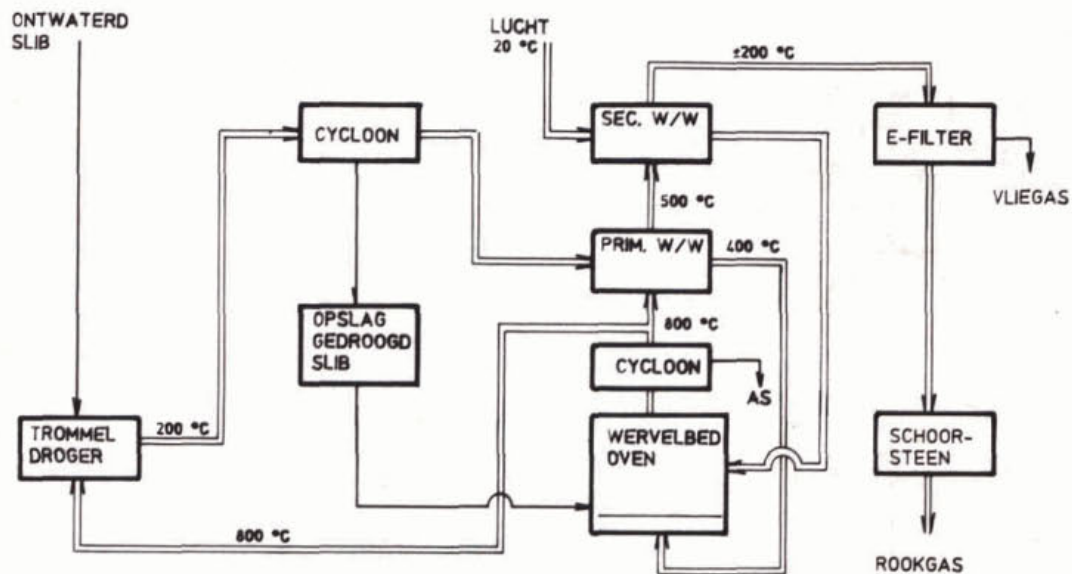 ONTWATERD
SLIB
LUCHT
20 °C
±200 °C
CYCLOON
SEC. W/W
E-FILTER
VLIEGAS
500 °C
PRIM. W/W
400 °C
OPSLAG
GEDROOGD
SLIB
800 °C
CYCLOON
AS
TROMMEL
DROGER
200 °C
WERVELBED
OVEN
SCHOOR-
STEEN
800 °C
ROOKGAS